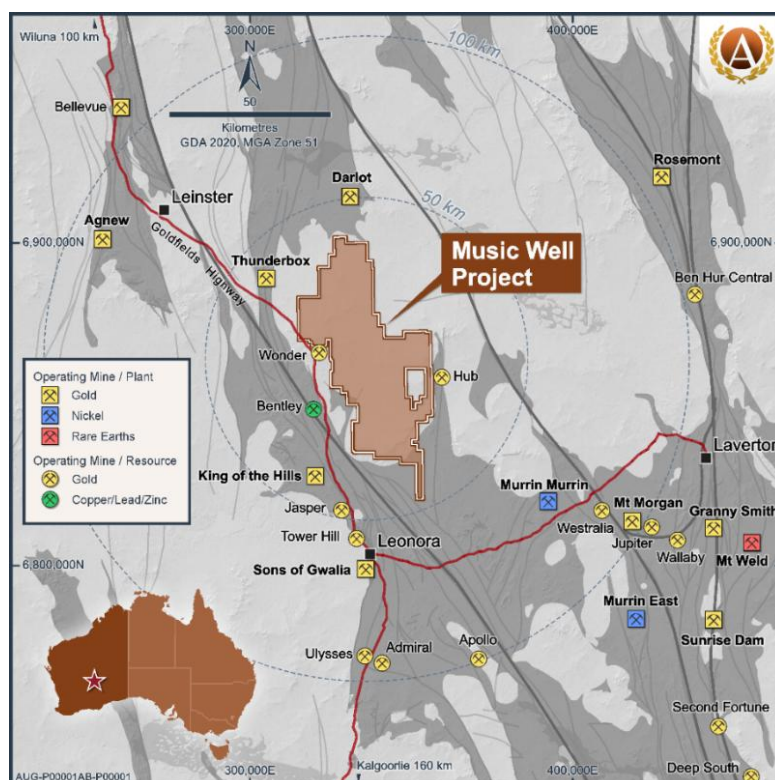 Wiluna 100 km
300,000E
400,000E
N
50
Kilometres
GDA 2020, MGA Zone 51
100 km
A
Bellevue
Leinster
Darlot
Rosemont
Agnew
50 km
6,900,000N
6,900,000N
Goldfields Highway
Thunderbox
Music Well
Project
Ben Hur Central
Wonder
Hub
Operating Mine / Plant
Gold
Nickel
Rare Earths
Operating Mine / Resource
Gold
Copper/Lead/Zinc
Bentley
King of the Hills
Laverton
Murrin Murrin
Jasper
Mt Morgan
Granny Smith
Westralia
Tower Hill
Jupiter
Wallaby
Leonora
Mt Weld
6,800,000N
Sons of Gwalia
Murrin East
Sunrise Dam
Ulysses
Admiral
Apollo
Second Fortune
Deep South
AUG-P00001AB-P00001
300,000E
Kalgoorlie 160 km
400,000E